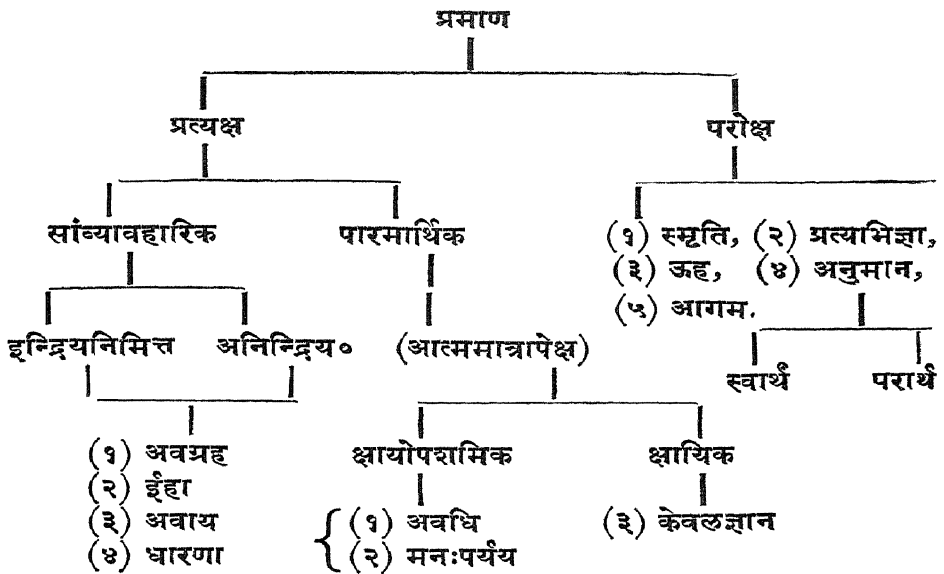 प्रमाण
प्रत्यक्ष परोक्ष
सांव्यावहारिक पारमार्थिक (१) स्मृति, (२) प्रत्यभिज्ञा,
(३) ऊह, (४) अनुमान,
(५) आगम.
इन्द्रियनिमित्त अनिन्द्रिय० (आत्ममात्रापेक्ष)
स्वार्थ परार्थ
(१) अवग्रह क्षायोपशमिक क्षायिक
(२) ईहा
(३) अवाय (१) अवधि (३) केवलज्ञान
(४) धारणा (२) मनःपर्यय